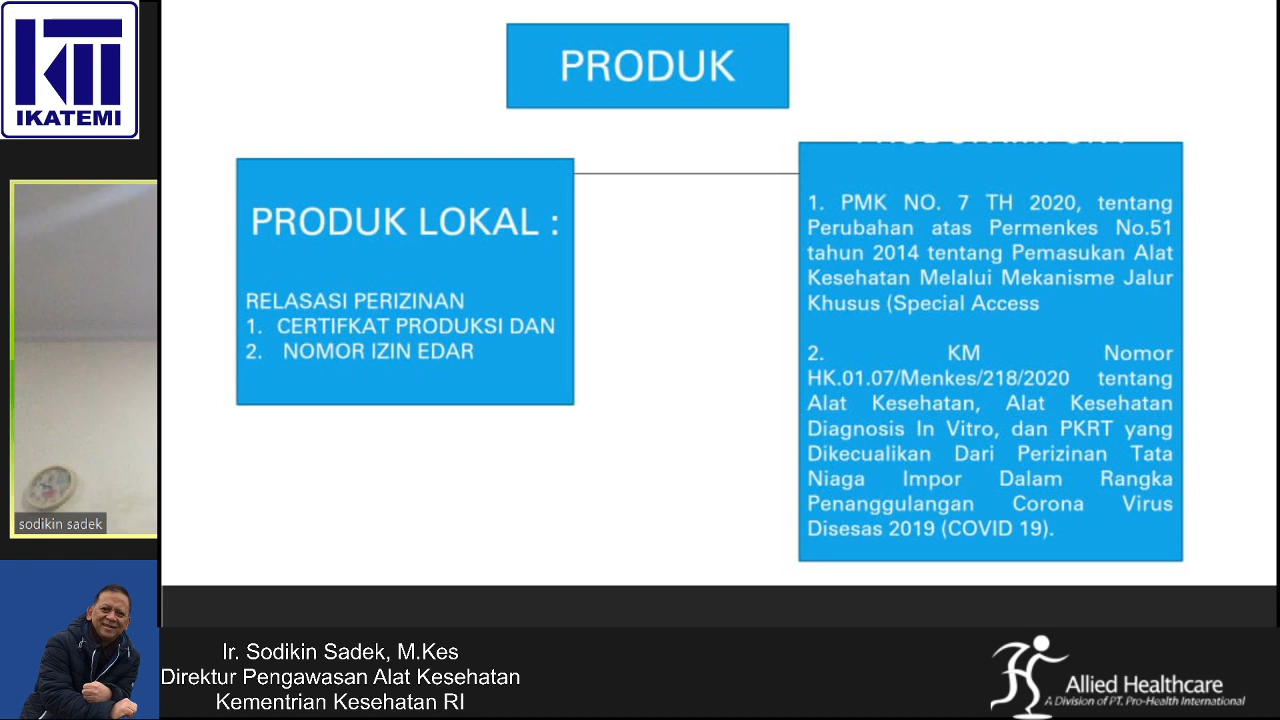 IKATEMI
PRODUK
PRODUK LOKAL :
RELASASI PERIZINAN
1. CERTIFKAT PRODUKSI DAN
2. NOMOR IZIN EDAR
1. PMK NO. 7 TH 2020, tentang
Perubahan atas Permenkes No.51
tahun 2014 tentang Pemasukan Alat
Kesehatan Melalui Mekanisme Jalur
Khusus (Special Access
2. KM Nomor
HK.01.07/Menkes/218/2020 tentang
Alat Kesehatan, Alat Kesehatan
Diagnosis In Vitro, dan PKRT yang
Dikecualikan Dari Perizinan Tata
Niaga Impor Dalam Rangka
Penanggulangan Corona Virus
Disesas 2019 (COVID 19).
sodikin sadek
Ir. Sodikin Sadek, M.Kes
Direktur Pengawasan Alat Kesehatan
Kementrian Kesehatan RI
Allied Healthcare
A Division of PT. Pro-Health International